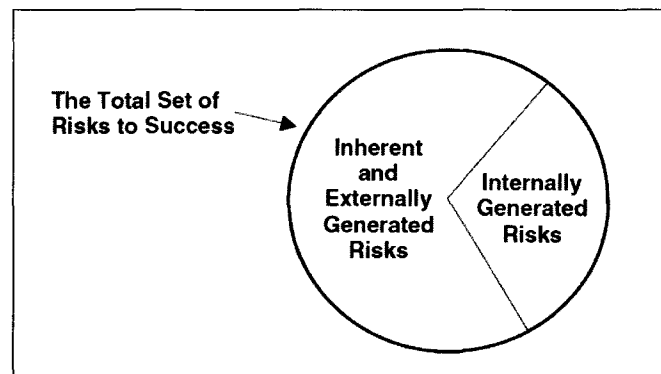 The Total Set of
Risks to Success
Inherent
and
Externally
Generated
Risks
Internally
Generated
Risks